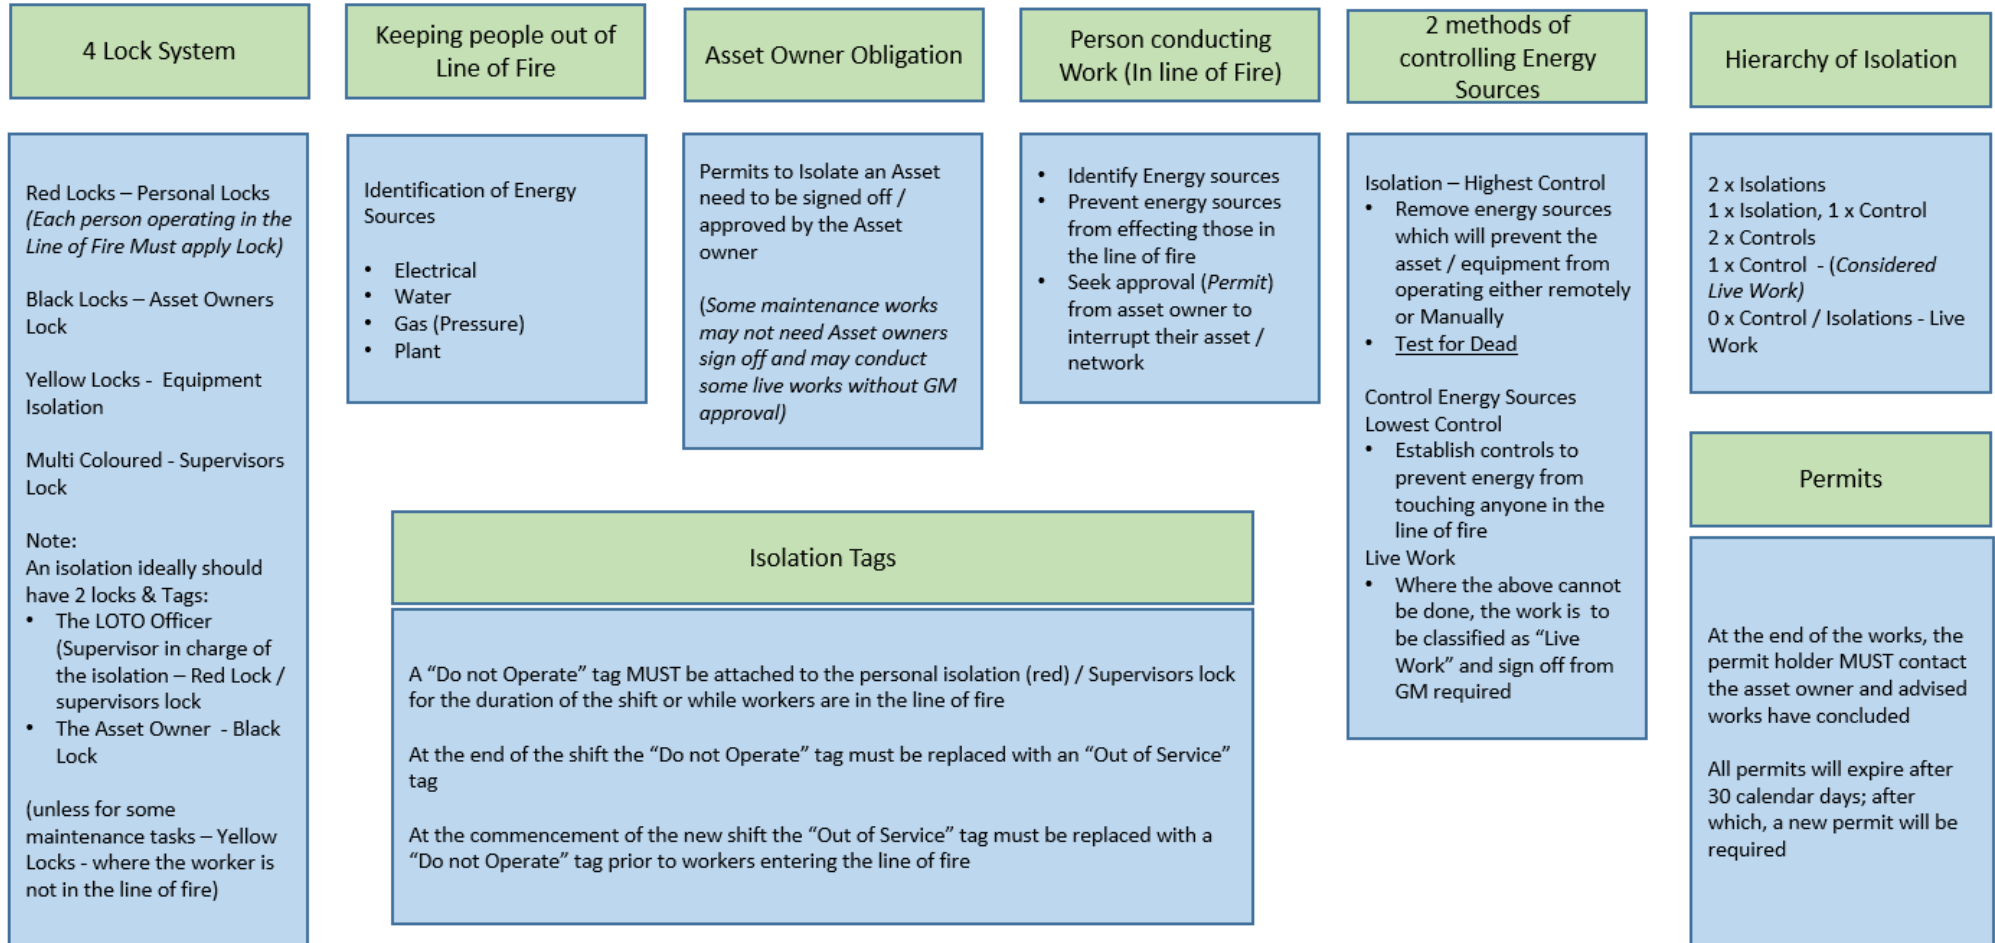 4 Lock System
Red Locks – Personal Locks
(Each person operating in the
Line of Fire Must apply Lock)
Black Locks – Asset Owners
Lock
Yellow Locks - Equipment
Isolation
Multi Coloured - Supervisors
Lock
Note:
An isolation ideally should
have 2 locks & Tags:
• The LOTO Officer
(Supervisor in charge of
the isolation – Red Lock /
supervisors lock
• The Asset Owner - Black
Lock
(unless for some
maintenance tasks – Yellow
Locks - where the worker is
not in the line of fire)
Keeping people out of
Line of Fire
Identification of Energy
Sources
• Electrical
• Water
• Gas (Pressure)
• Plant
Asset Owner Obligation
Permits to Isolate an Asset
need to be signed off /
approved by the Asset
owner
(Some maintenance works
may not need Asset owners
sign off and may conduct
some live works without GM
approval)
Person conducting
Work (In line of Fire)
• Identify Energy sources
• Prevent energy sources
from effecting those in
the line of fire
• Seek approval (Permit)
from asset owner to
interrupt their asset /
network
2 methods of
controlling Energy
Sources
Isolation – Highest Control
• Remove energy sources
which will prevent the
asset / equipment from
operating either remotely
or Manually
• Test for Dead
Control Energy Sources
Lowest Control
• Establish controls to
prevent energy from
touching anyone in the
line of fire
Live Work
• Where the above cannot
be done, the work is to
be classified as “Live
Work” and sign off from
GM required
Hierarchy of Isolation
2 x Isolations
1 x Isolation, 1 x Control
2 x Controls
1 x Control - (Considered
Live Work)
0 x Control / Isolations - Live
Work
Isolation Tags
A “Do not Operate” tag MUST be attached to the personal isolation (red) / Supervisors lock
for the duration of the shift or while workers are in the line of fire
At the end of the shift the “Do not Operate” tag must be replaced with an “Out of Service”
tag
At the commencement of the new shift the “Out of Service” tag must be replaced with a
“Do not Operate” tag prior to workers entering the line of fire
Permits
At the end of the works, the
permit holder MUST contact
the asset owner and advised
works have concluded
All permits will expire after
30 calendar days; after
which, a new permit will be
required